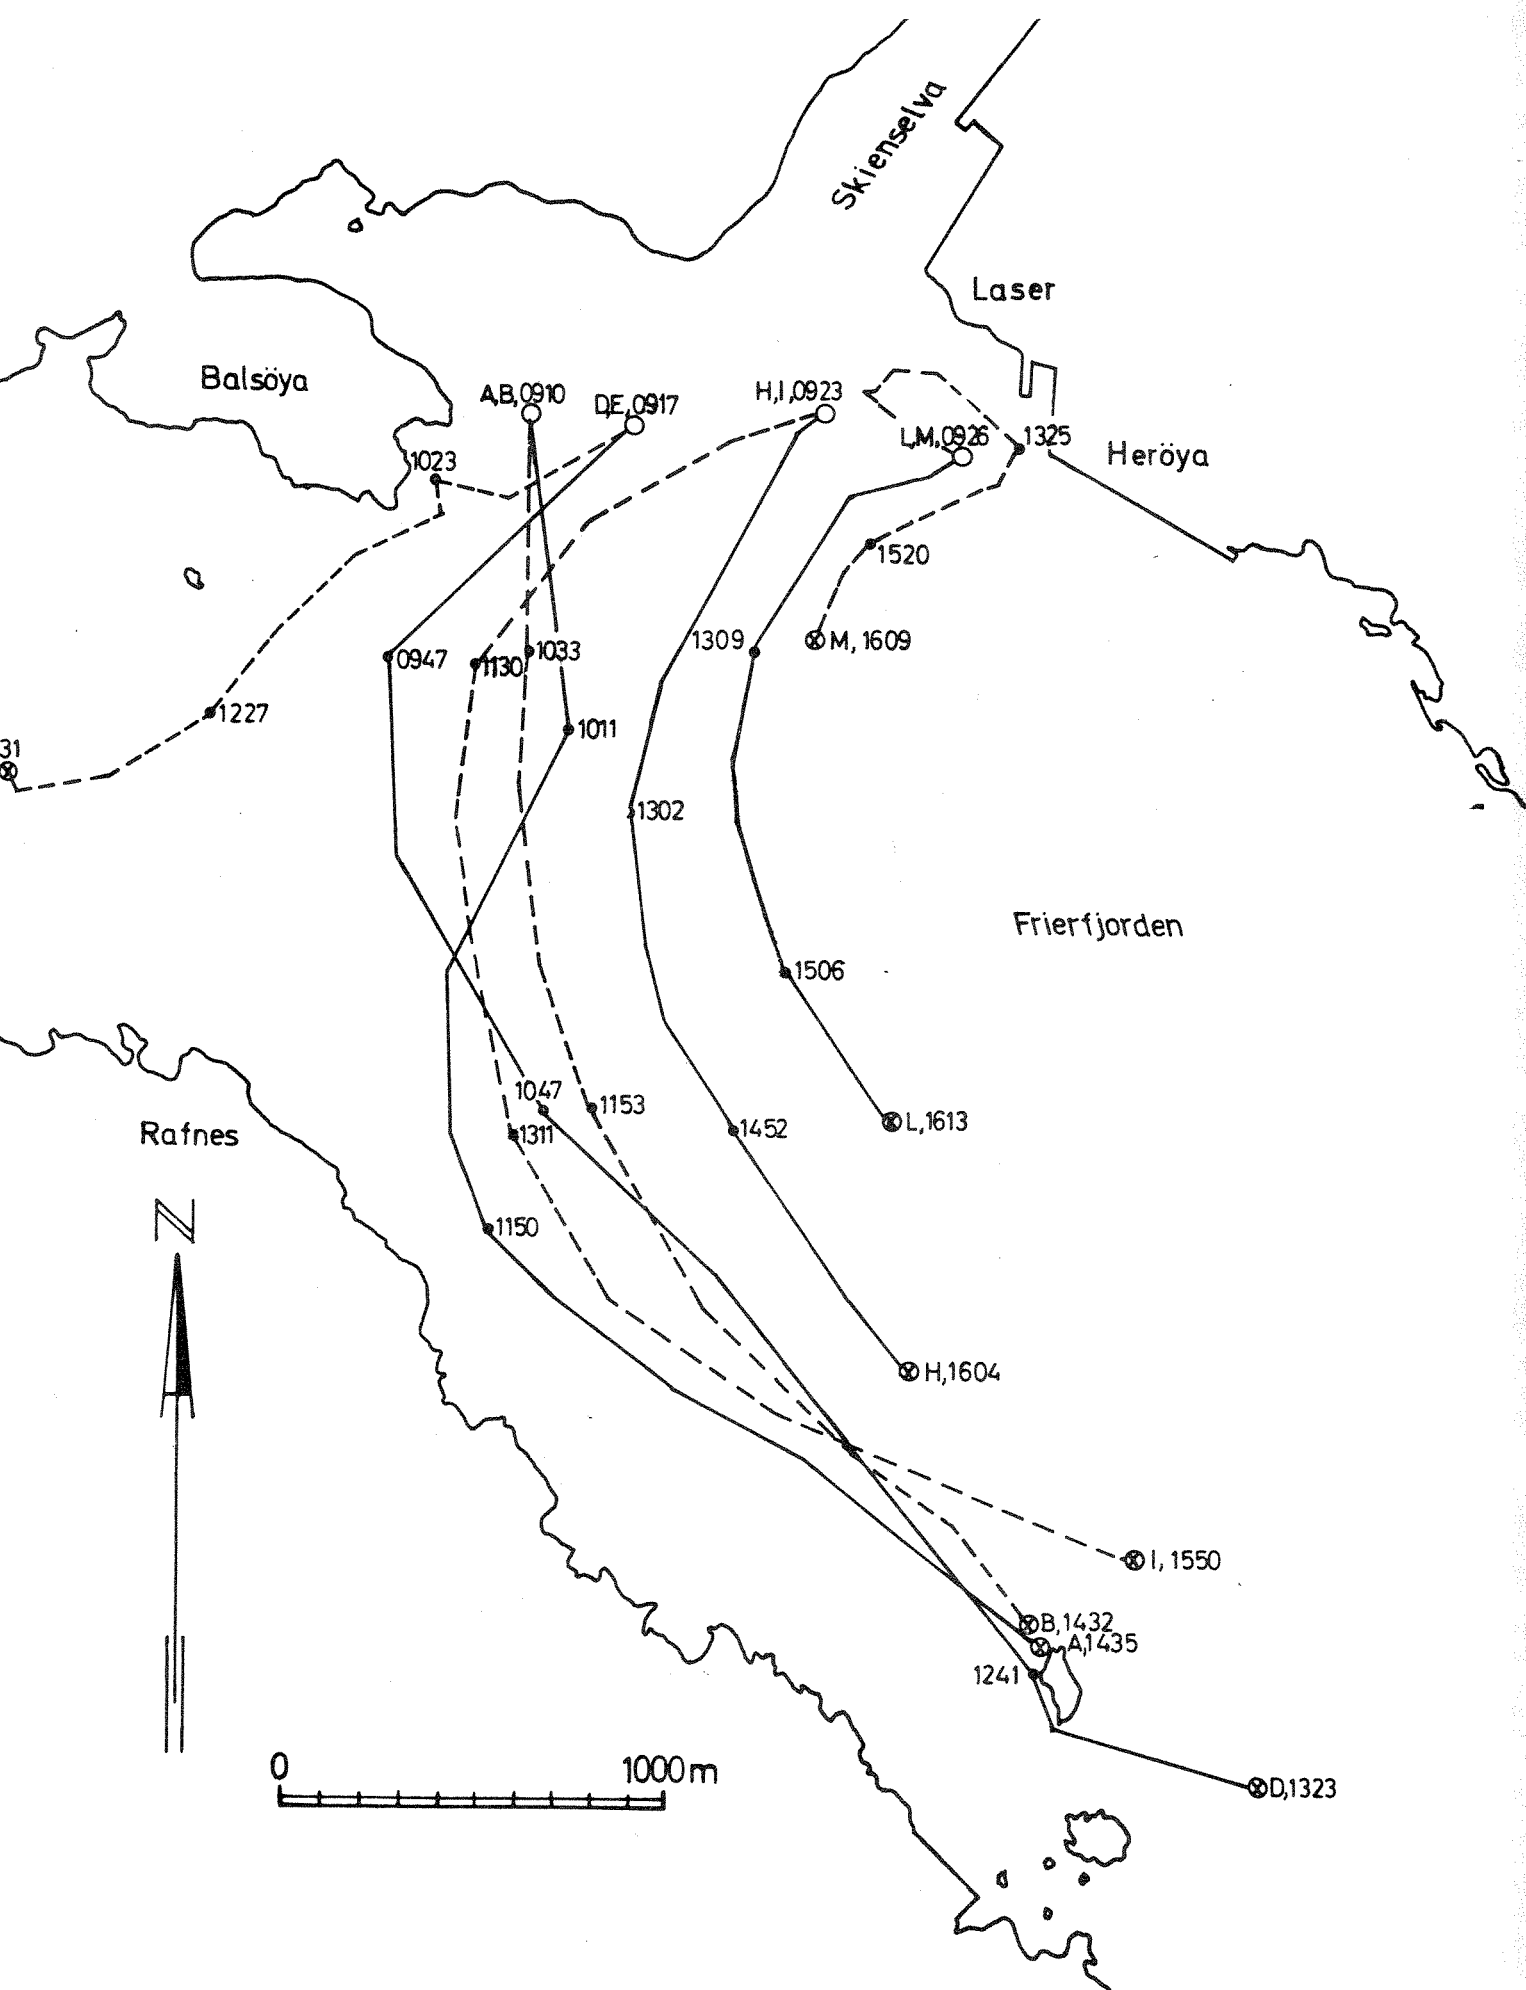 Skienselva
Laser
Balsöya
A,B,0910
D,E,0917
H,I,0923
L,M,0926
1325
Heröya
1023
1520
1309
M, 1609
0947
1130
1033
1227
1011
31
1302
Frierfjorden
1506
1047
1153
L,1613
1452
Rafnes
1311
N
1150
H,1604
I, 1550
B,1432
A,1435
1241
0
1000m
D,1323